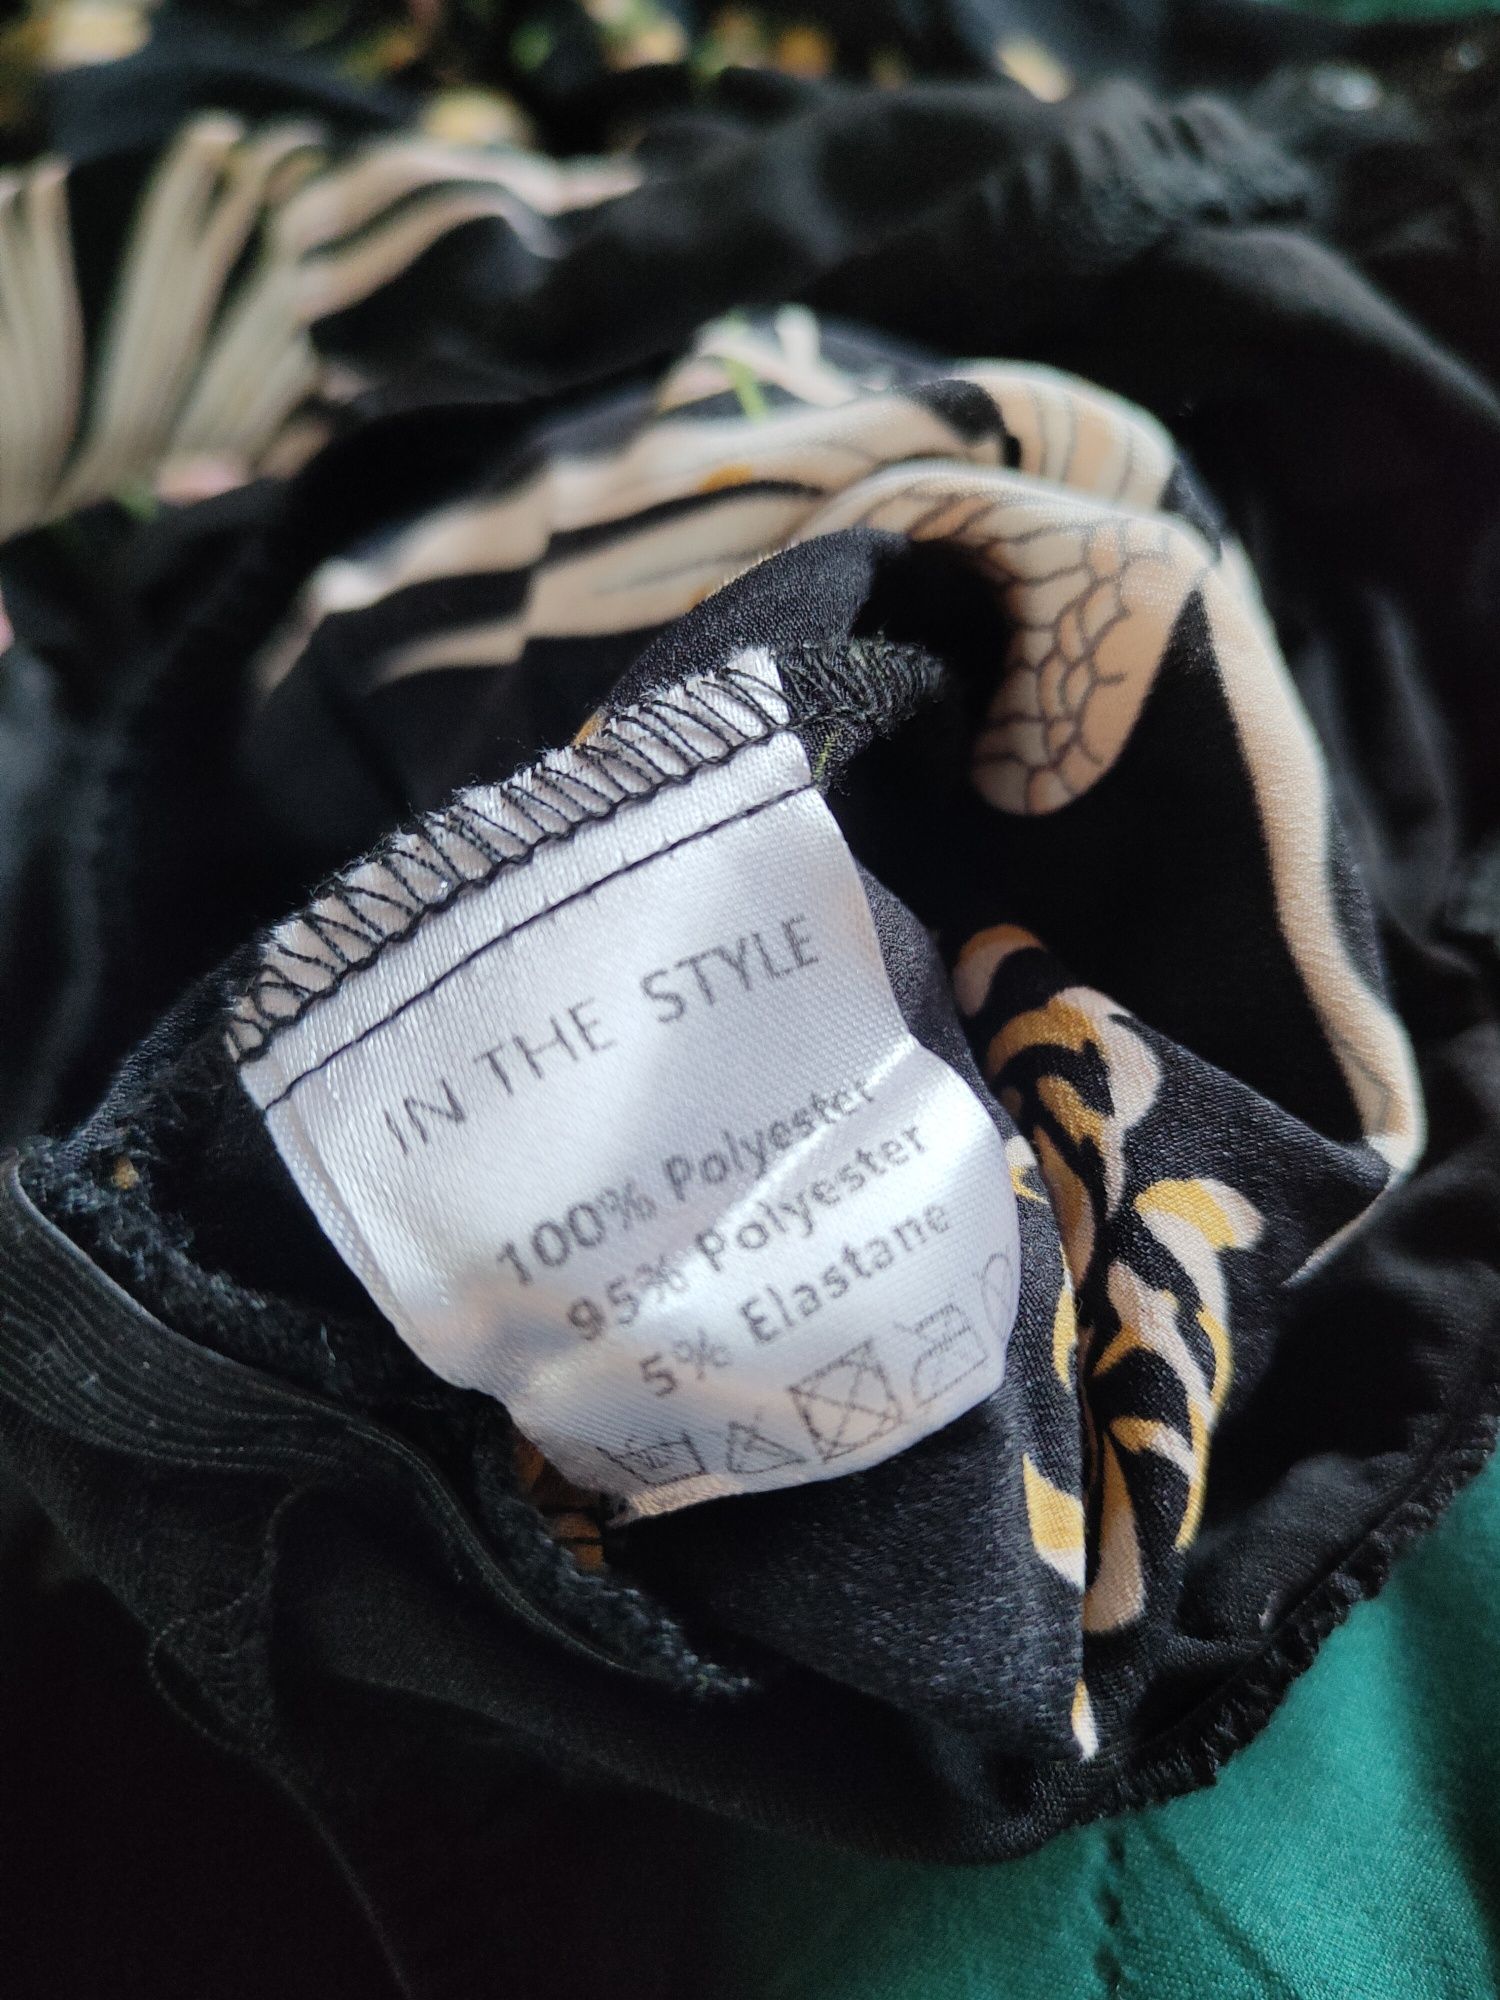 IN THE STYLE
100% Polyester
95% Polyester
5% Elastane